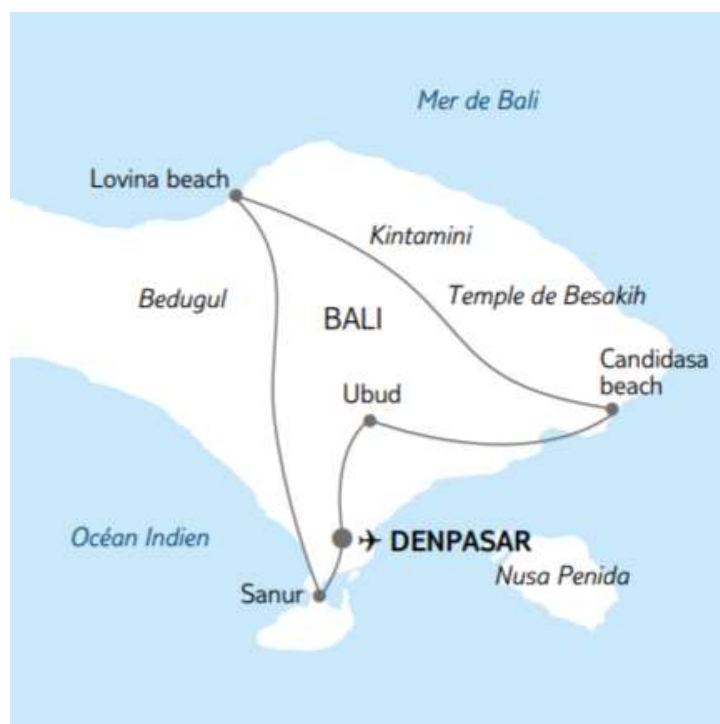 Mer de Bali
Lovina beach
Kintamini
Bedugul
Temple de Besakih
BALI
Candidasa
beach
Ubud
Océan Indien
DENPASAR
Nusa Penida
Sanur